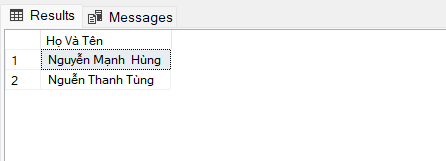 Results Messages
Họ Và Tên
1 Nguyễn Mạnh  Hùng
2 Nguễn Thanh Tùng